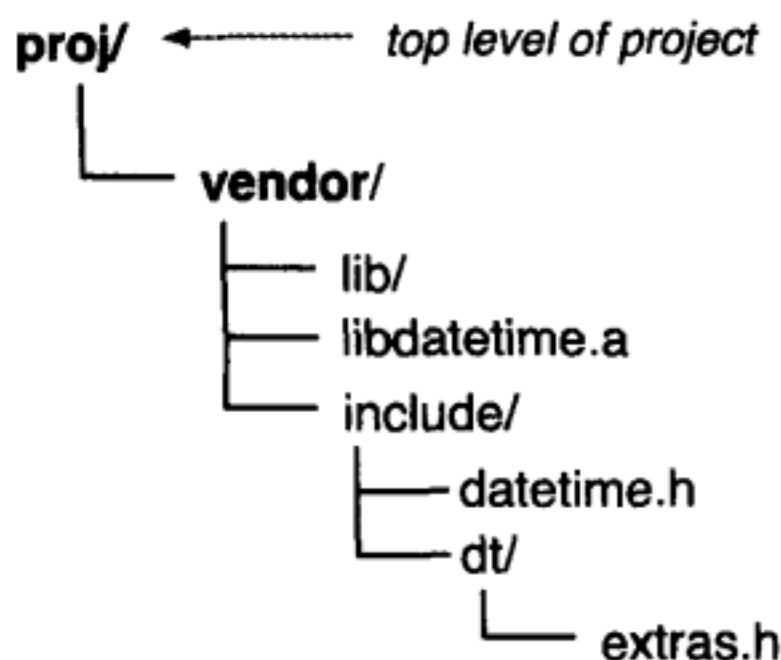 proj/ top level of project
vendor/
lib/
libdatetime.a
include/
datetime.h
dt/
extras.h